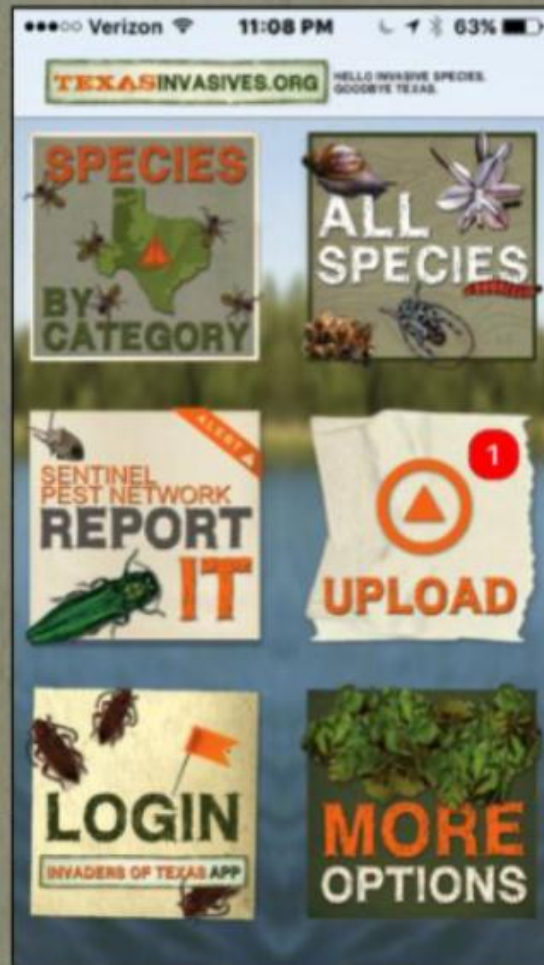 Verizon 11:08 PM 63%
TEXASINVASIVES.ORG
HELLO INVASIVE SPECIES.
GOODBYE TEXAS.
SPECIES
BY
CATEGORY
ALL
SPECIES
ALERT
SENTINEL
PEST NETWORK
REPORT
IT
1
UPLOAD
LOGIN
INVADERS OF TEXAS APP
MORE
OPTIONS